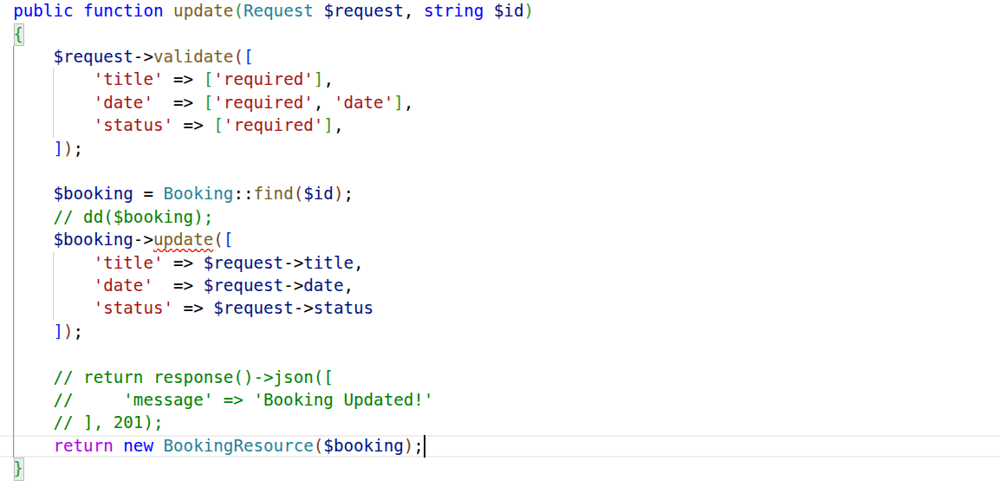 public function update(Request $request, string $id)
{
    $request->validate([
        'title' => ['required'],
        'date'  => ['required', 'date'],
        'status' => ['required'],
    ]);

    $booking = Booking::find($id);
    // dd($booking);
    $booking->update([
        'title' => $request->title,
        'date'  => $request->date,
        'status' => $request->status
    ]);

    // return response()->json([
    //     'message' => 'Booking Updated!'
    // ], 201);
    return new BookingResource($booking);
}